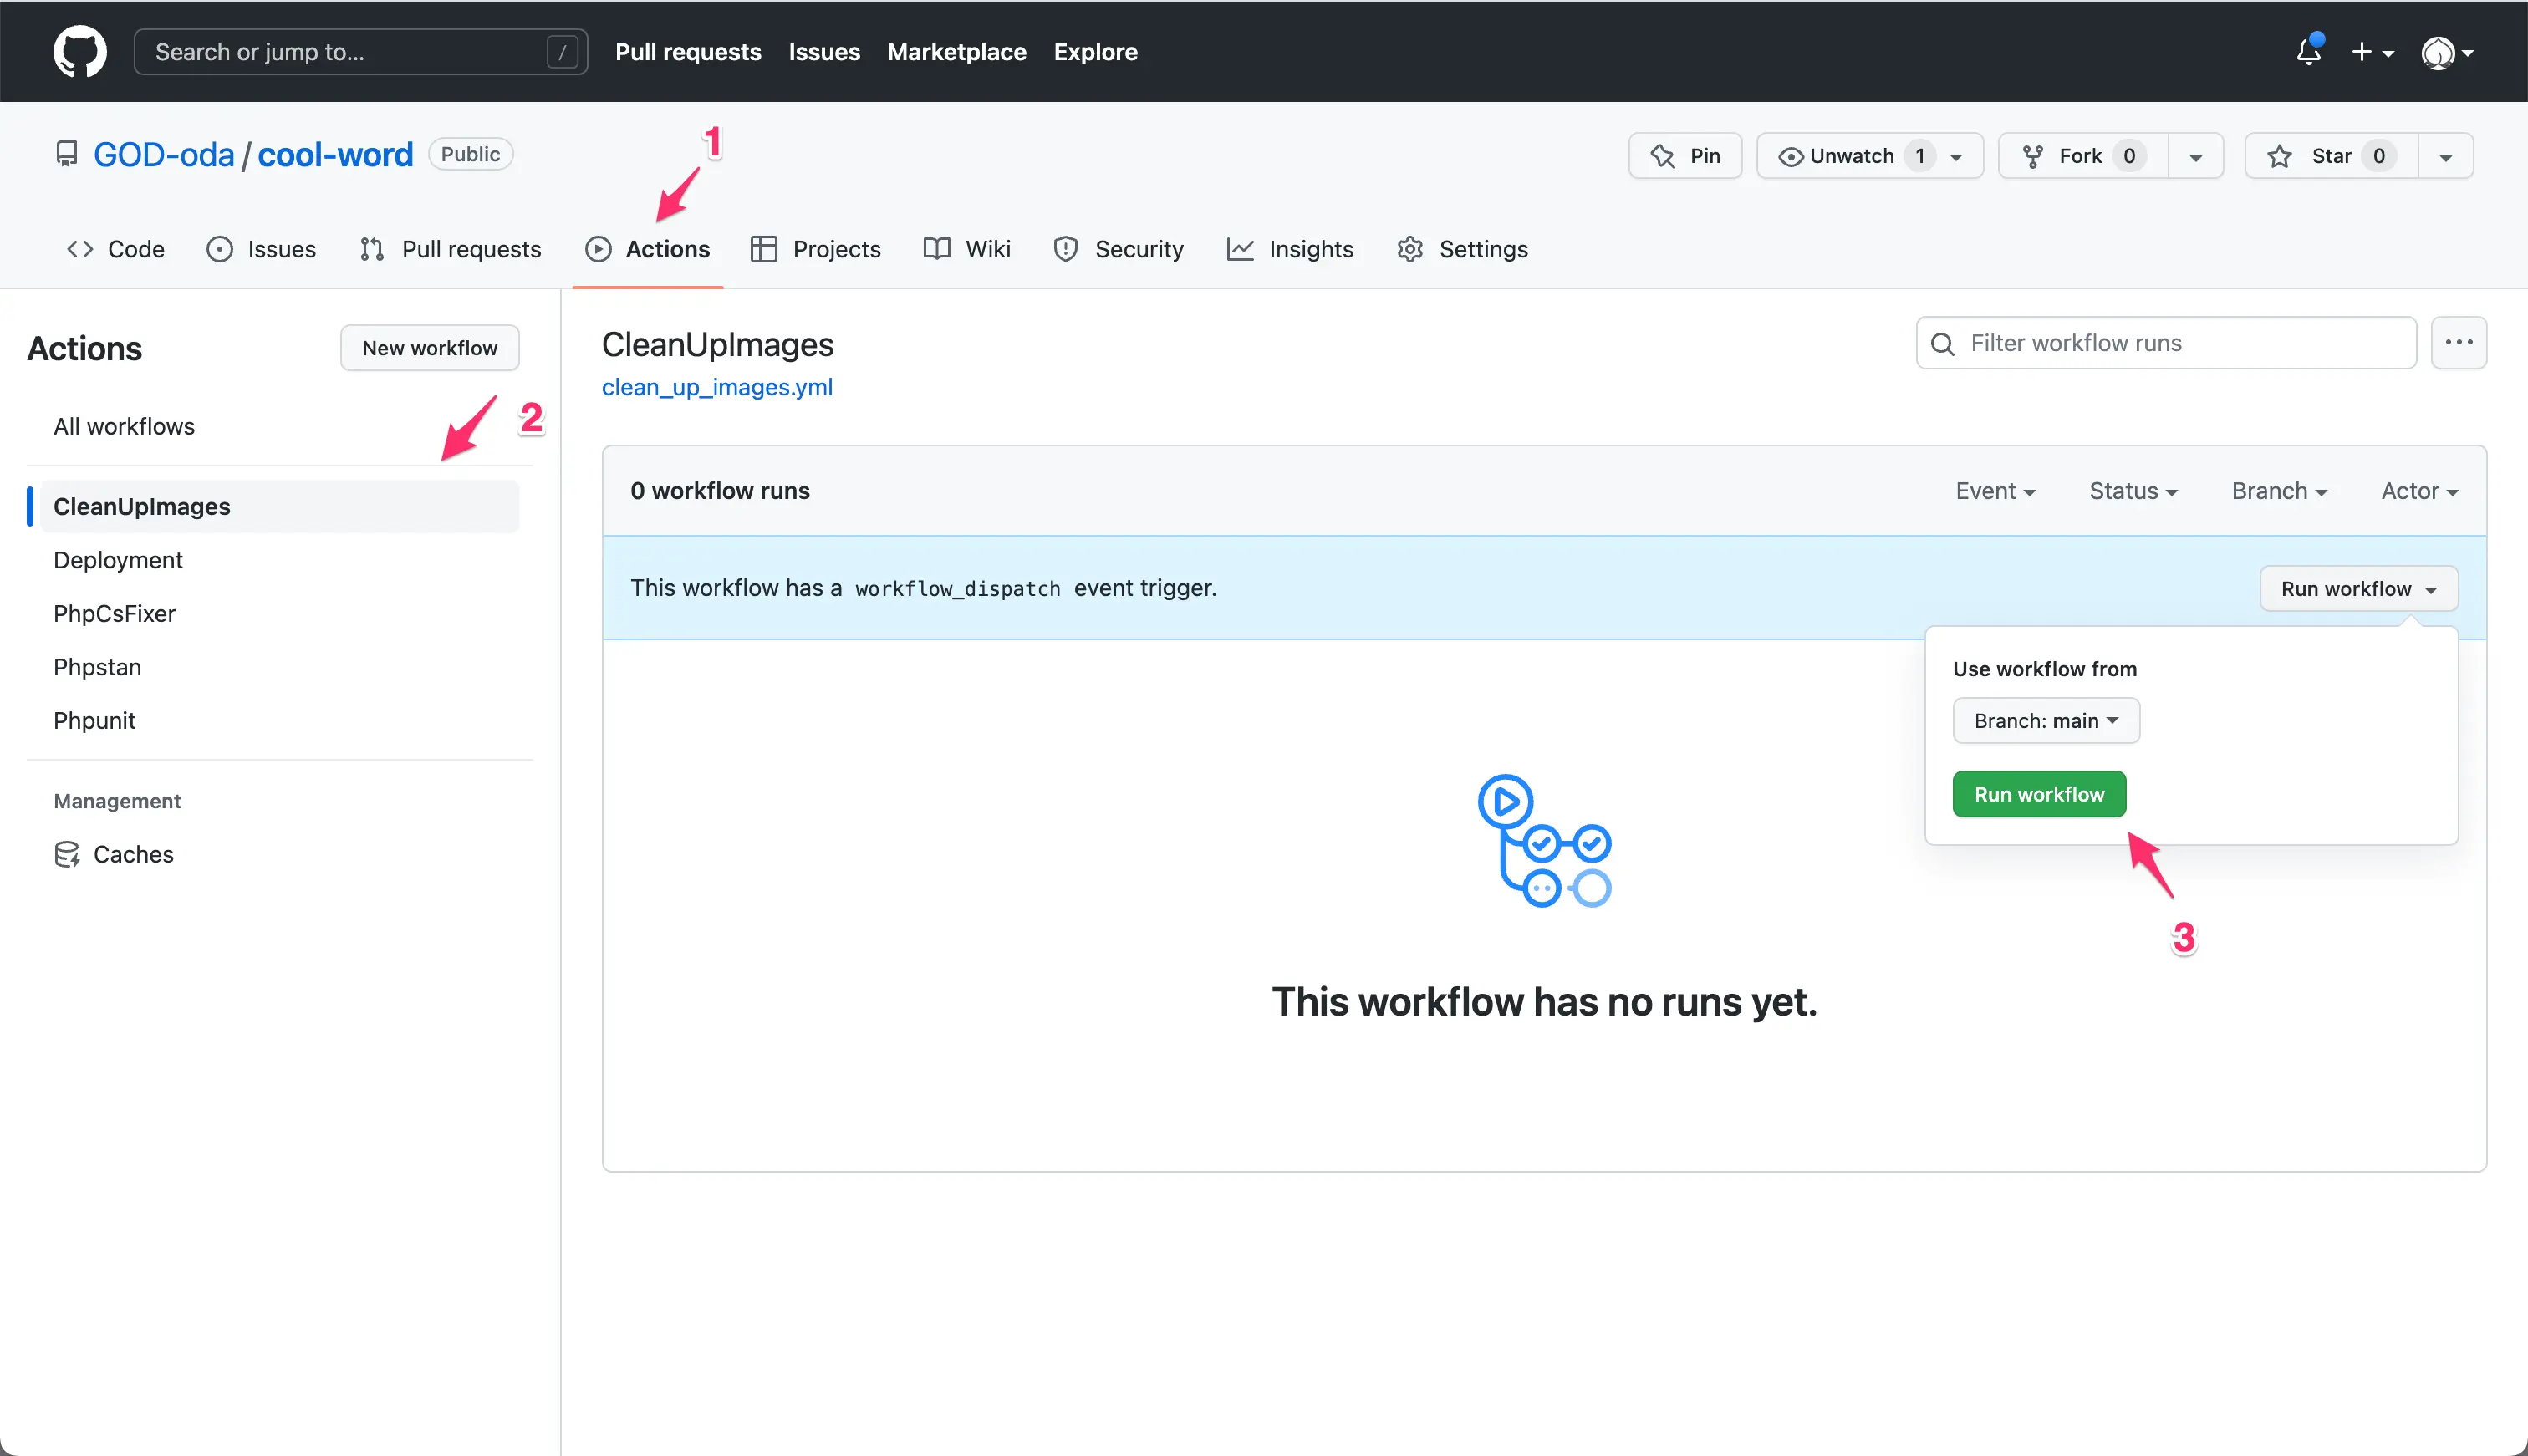 Search or jump to... /
Pull requests Issues Marketplace Explore
GOD-oda / cool-word Public
1
Pin Unwatch 1 Fork 0 Star 0
Code Issues Pull requests Actions Projects Wiki Security Insights Settings
Actions New workflow
All workflows
2
CleanUpImages
Deployment
PhpCsFixer
Phpstan
Phpunit
Management
Caches
CleanUpImages
clean_up_images.yml
Filter workflow runs
0 workflow runs Event Status Branch Actor
This workflow has a workflow_dispatch event trigger. Run workflow
Use workflow from
Branch: main
Run workflow
3
This workflow has no runs yet.